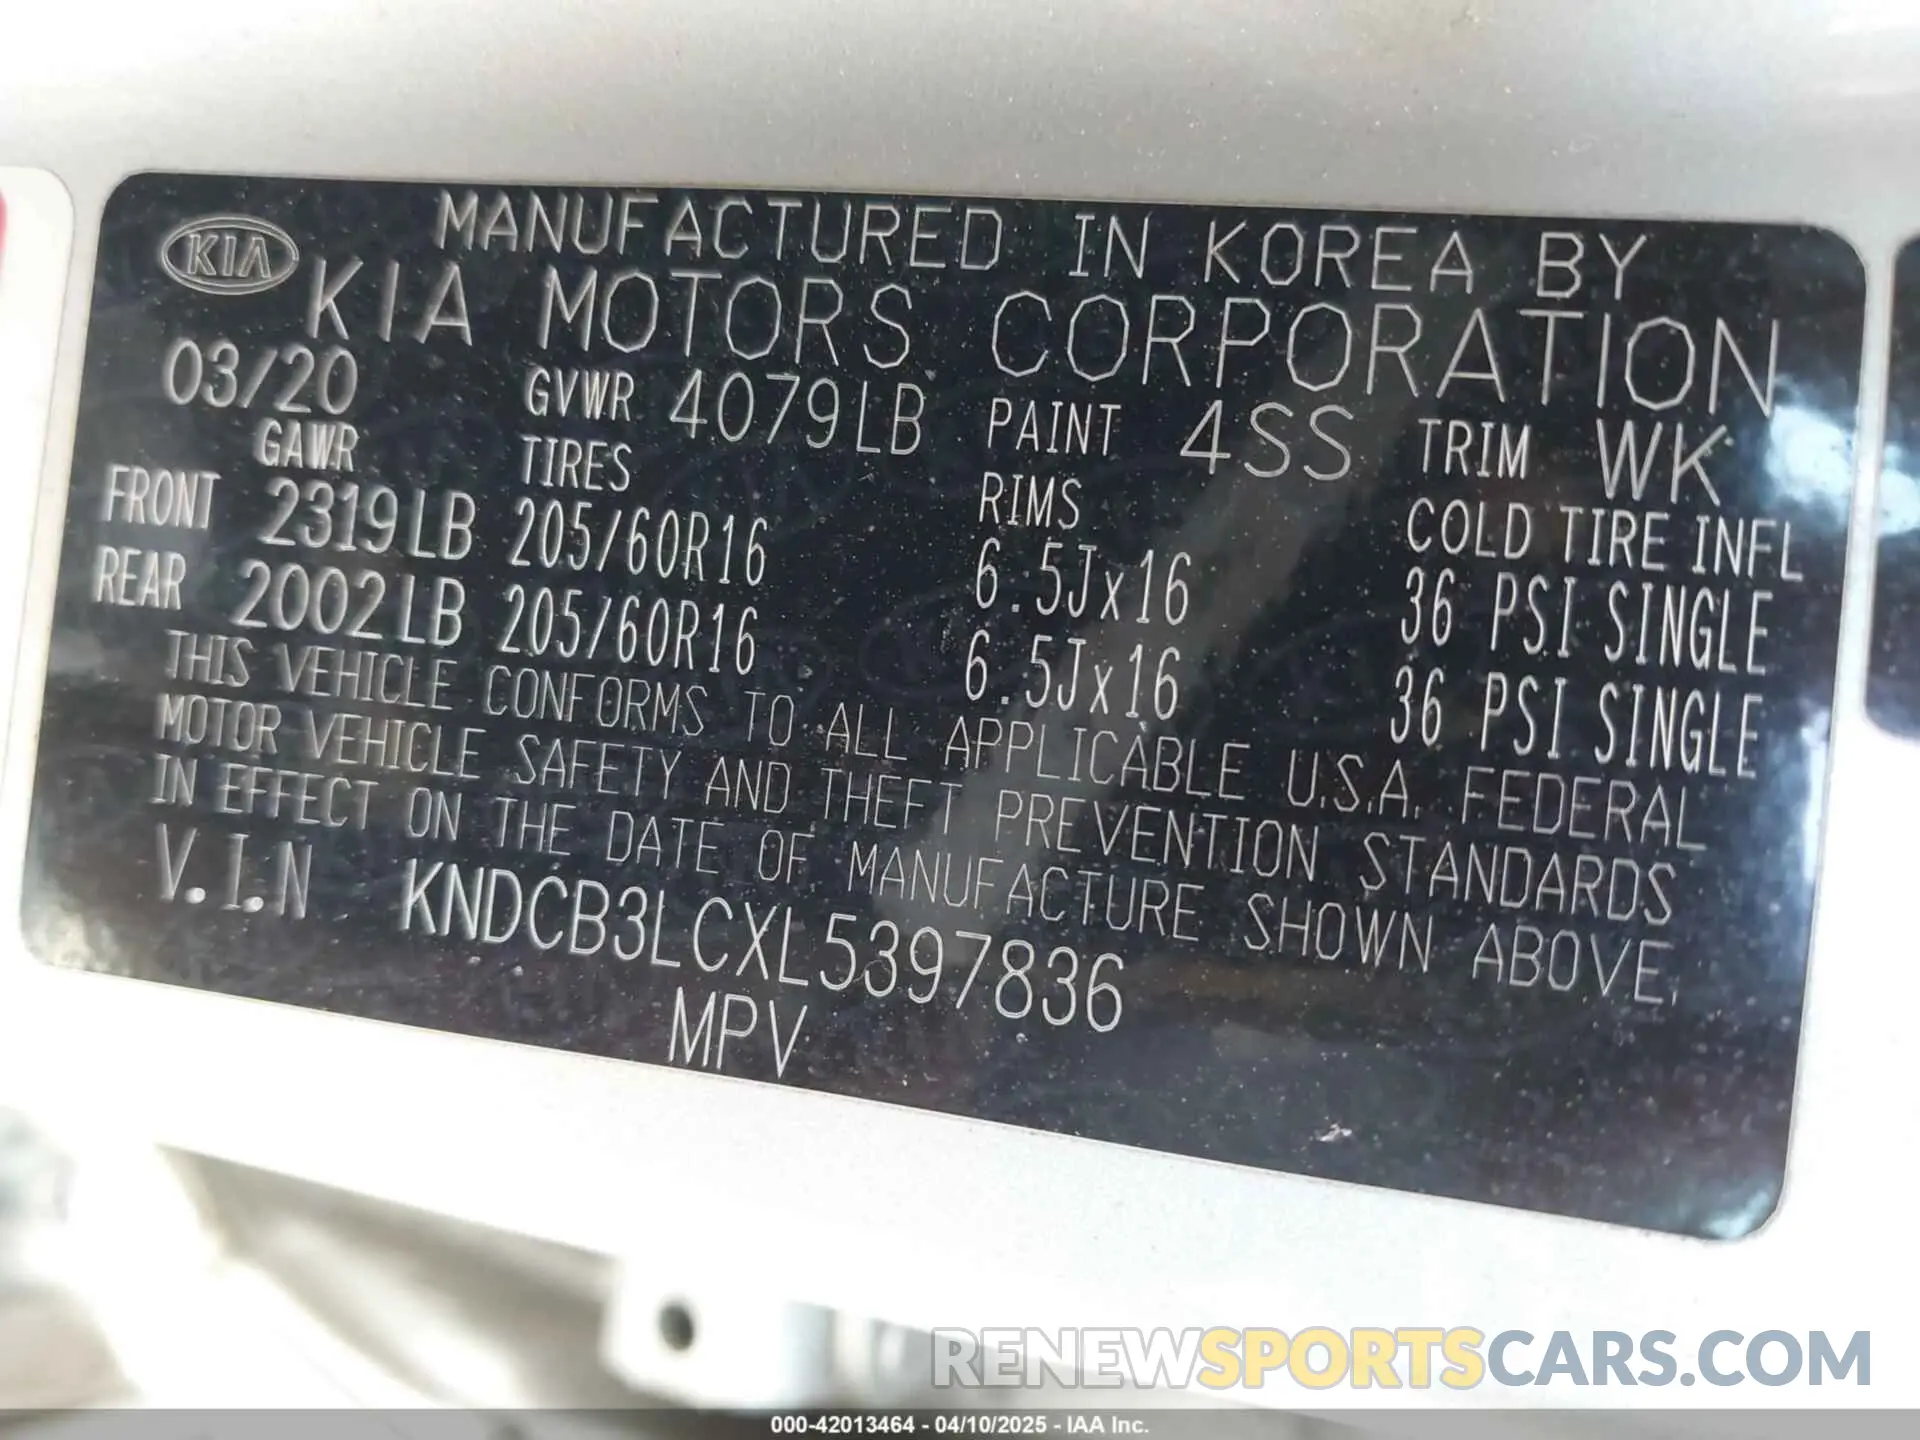 MANUFACTURED IN KOREA BY
KIA
KIA MOTORS CORPORATION
03/20 GVWR 4079LB PAINT 4SS TRIM WK
GAWR TIRES RIMS COLD TIRE INFL
FRONT 2319LB 205/60R16 6.5Jx16 36 PSI SINGLE
REAR 2002LB 205/60R16 6.5Jx16 36 PSI SINGLE
THIS VEHICLE CONFORMS TO ALL APPLICABLE U.S.A. FEDERAL
MOTOR VEHICLE SAFETY AND THEFT PREVENTION STANDARDS
IN EFFECT ON THE DATE OF MANUFACTURE SHOWN ABOVE.
V.I.N KNDCB3LCXL5397836
MPV
RENEWSPORTSCARS.COM
000-42013464 - 04/10/2025 - IAA Inc.